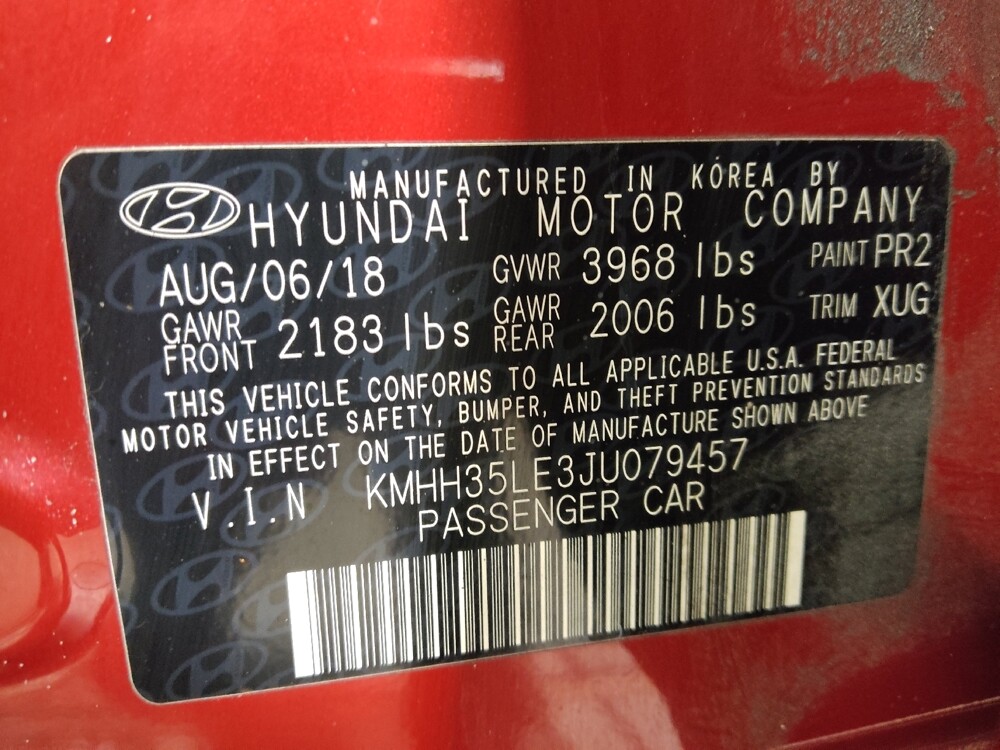 MANUFACTURED IN KOREA BY
HYUNDAI MOTOR COMPANY
AUG/06/18 GVWR 3968 lbs PAINT PR2
GAWR FRONT 2183 lbs GAWR REAR 2006 lbs TRIM XUG
THIS VEHICLE CONFORMS TO ALL APPLICABLE U.S.A. FEDERAL
MOTOR VEHICLE SAFETY, BUMPER, AND THEFT PREVENTION STANDARDS
IN EFFECT ON THE DATE OF MANUFACTURE SHOWN ABOVE
V.I.N KMHH35LE3JU079457
PASSENGER CAR